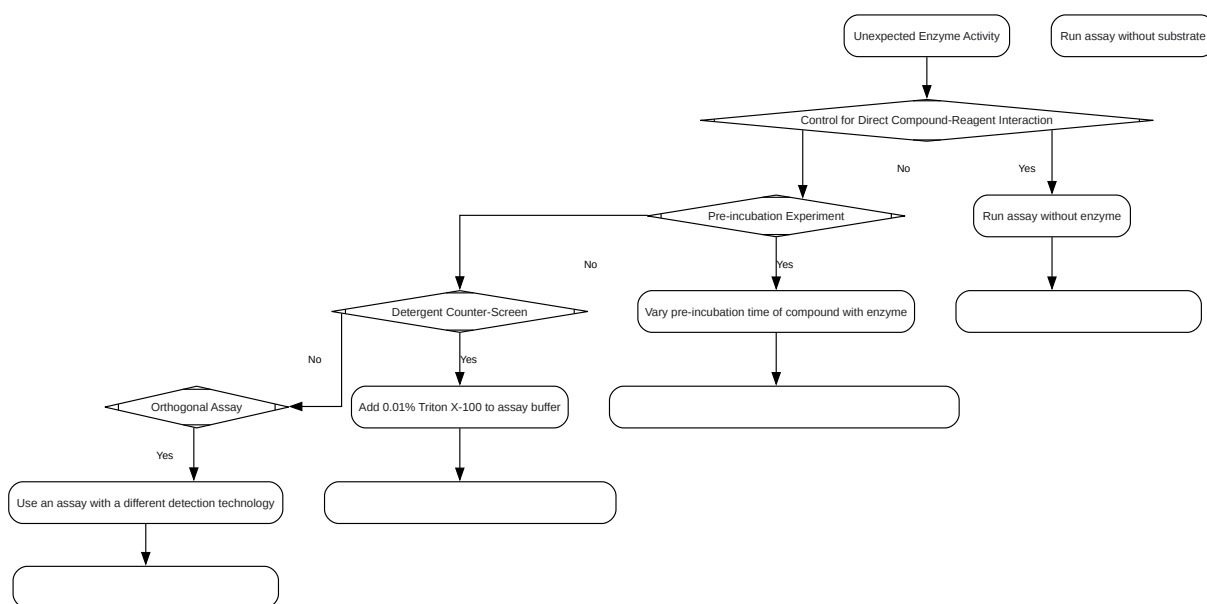 Unexpected Enzyme Activity
Run assay without substrate
Control for Direct Compound-Reagent Interaction
No
Yes
Pre-incubation Experiment
Run assay without enzyme
No
Yes
Detergent Counter-Screen
Vary pre-incubation time of compound with enzyme
No
Yes
Orthogonal Assay
Add 0.01% Triton X-100 to assay buffer
Yes
Use an assay with a different detection technology